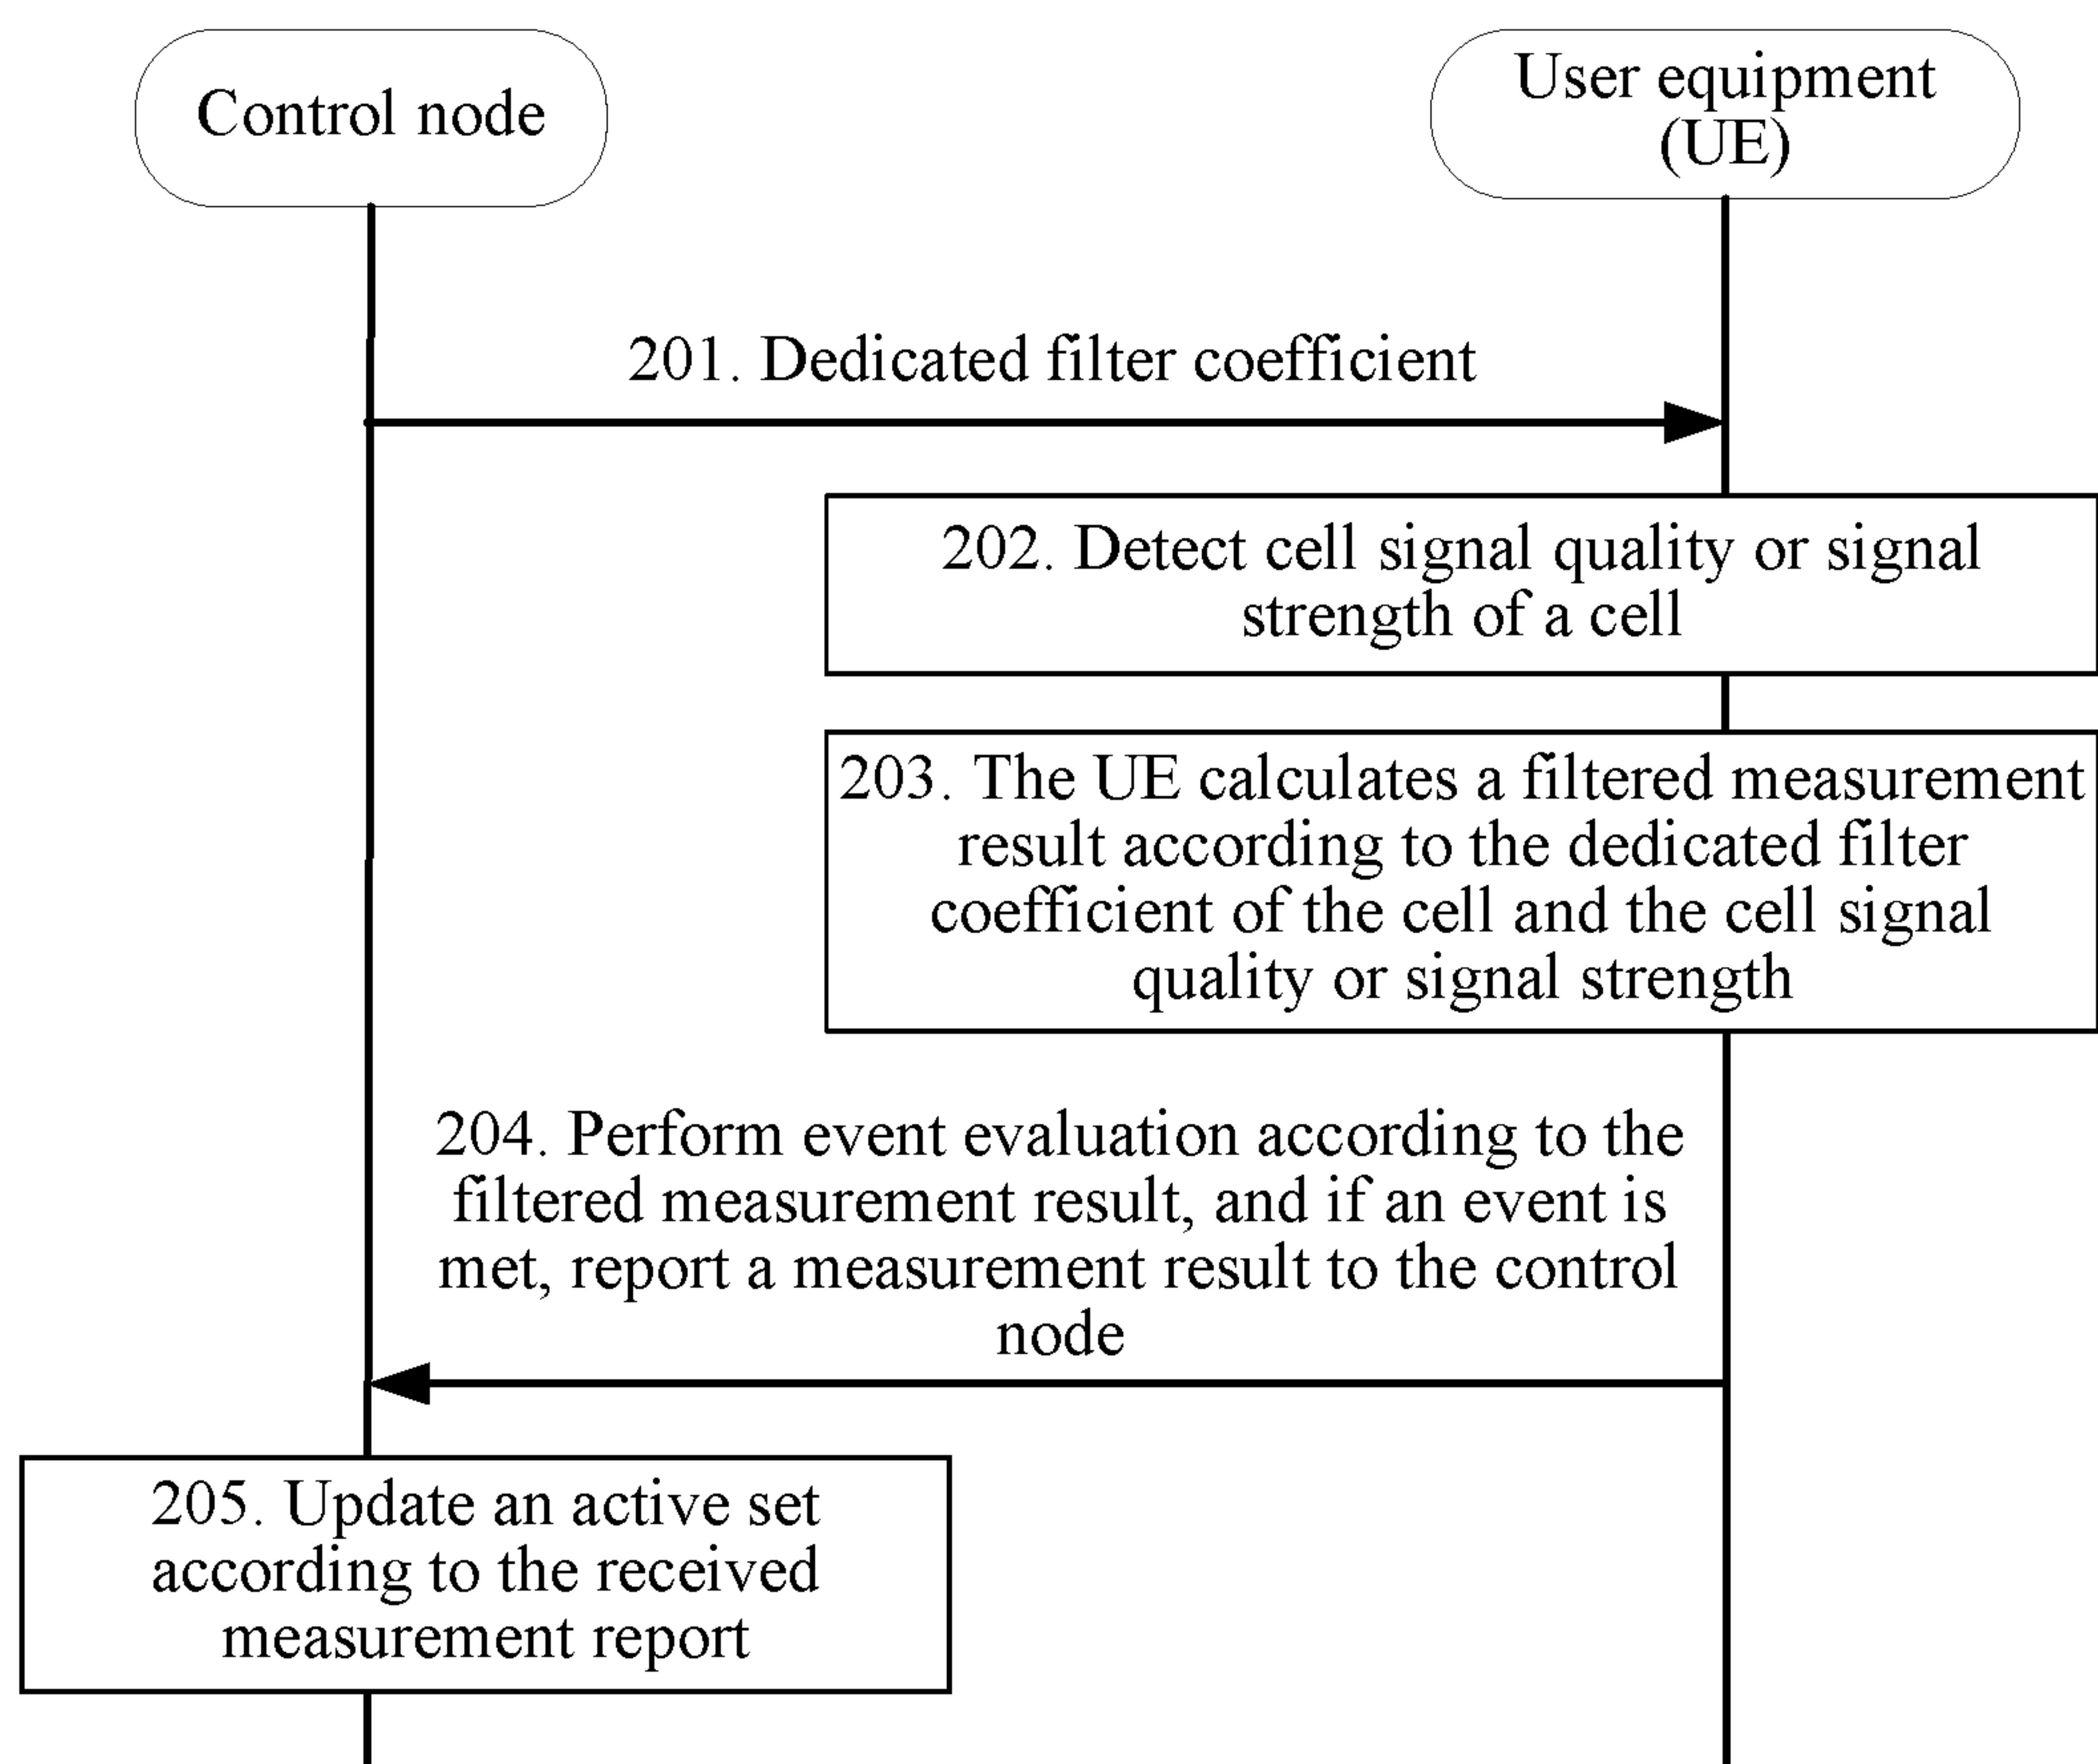 Control node
User equipment
(UE)
201. Dedicated filter coefficient
202. Detect cell signal quality or signal
strength of a cell
203. The UE calculates a filtered measurement
result according to the dedicated filter
coefficient of the cell and the cell signal
quality or signal strength
204. Perform event evaluation according to the
filtered measurement result, and if an event is
met, report a measurement result to the control
node
205. Update an active set
according to the received
measurement report